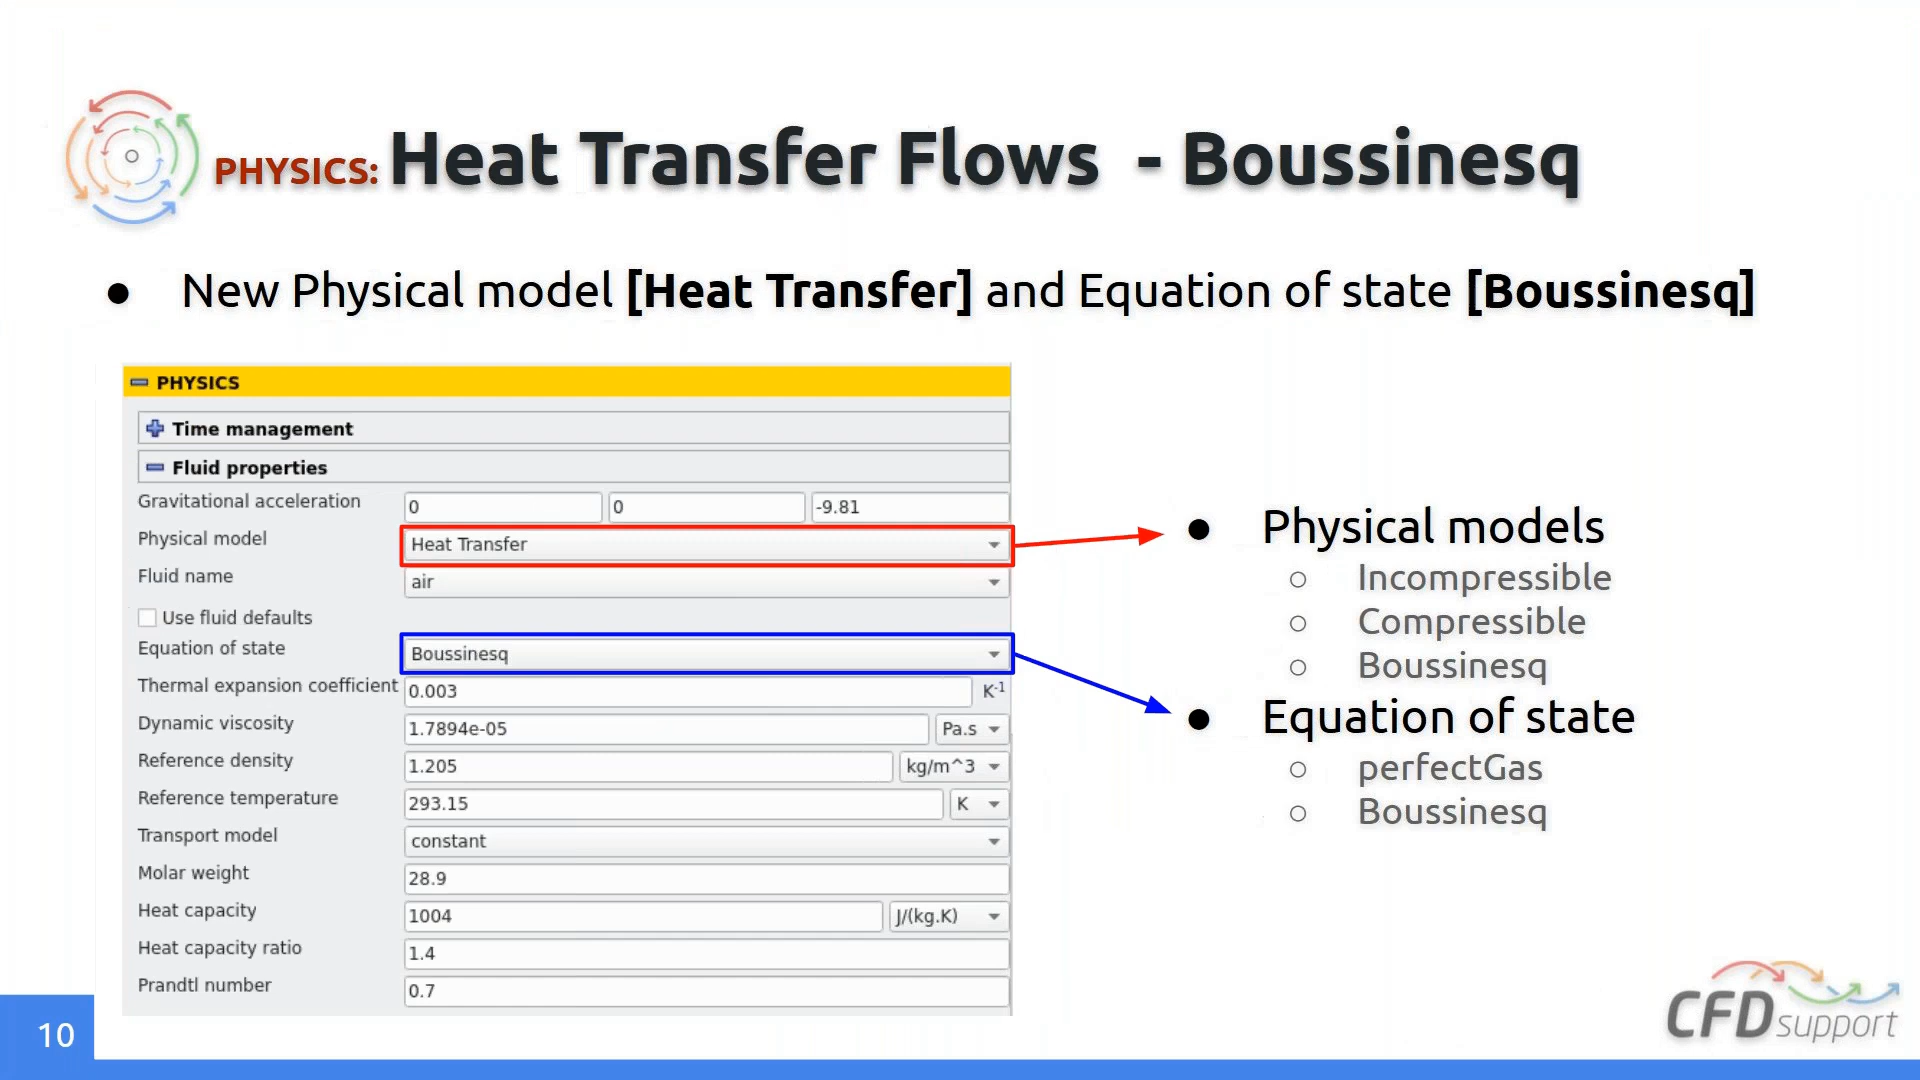 PHYSICS: Heat Transfer Flows - Boussinesq
● New Physical model [Heat Transfer] and Equation of state [Boussinesq]
PHYSICS
Time management
Fluid properties
Gravitational acceleration 0 0 -9.81
Physical model Heat Transfer
Fluid name air
Use fluid defaults
Equation of state Boussinesq
Thermal expansion coefficient 0.003 K-1
Dynamic viscosity 1.7894e-05 Pa.s
Reference density 1.205 kg/m^3
Reference temperature 293.15 K
Transport model constant
Molar weight 28.9
Heat capacity 1004 J/(kg.K)
Heat capacity ratio 1.4
Prandtl number 0.7
● Physical models
○ Incompressible
○ Compressible
○ Boussinesq
● Equation of state
○ perfectGas
○ Boussinesq
10
CFD support